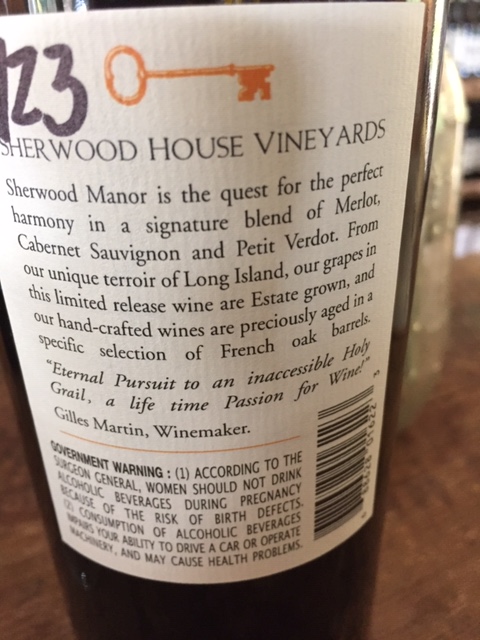 123
SHERWOOD HOUSE VINEYARDS
Sherwood Manor is the quest for the perfect
harmony in a signature blend of Merlot,
Cabernet Sauvignon and Petit Verdot. From
our unique terroir of Long Island, our grapes in
this limited release wine are Estate grown, and
our hand-crafted wines are preciously aged in a
specific selection of French oak barrels.
"Eternal Pursuit to an inaccessible Holy
Grail, a life time Passion for Wine!"
Gilles Martin, Winemaker.
GOVERNMENT WARNING : (1) ACCORDING TO THE
SURGEON GENERAL, WOMEN SHOULD NOT DRINK
ALCOHOLIC BEVERAGES DURING PREGNANCY
BECAUSE OF THE RISK OF BIRTH DEFECTS.
(2) CONSUMPTION OF ALCOHOLIC BEVERAGES
IMPAIRS YOUR ABILITY TO DRIVE A CAR OR OPERATE
MACHINERY, AND MAY CAUSE HEALTH PROBLEMS.